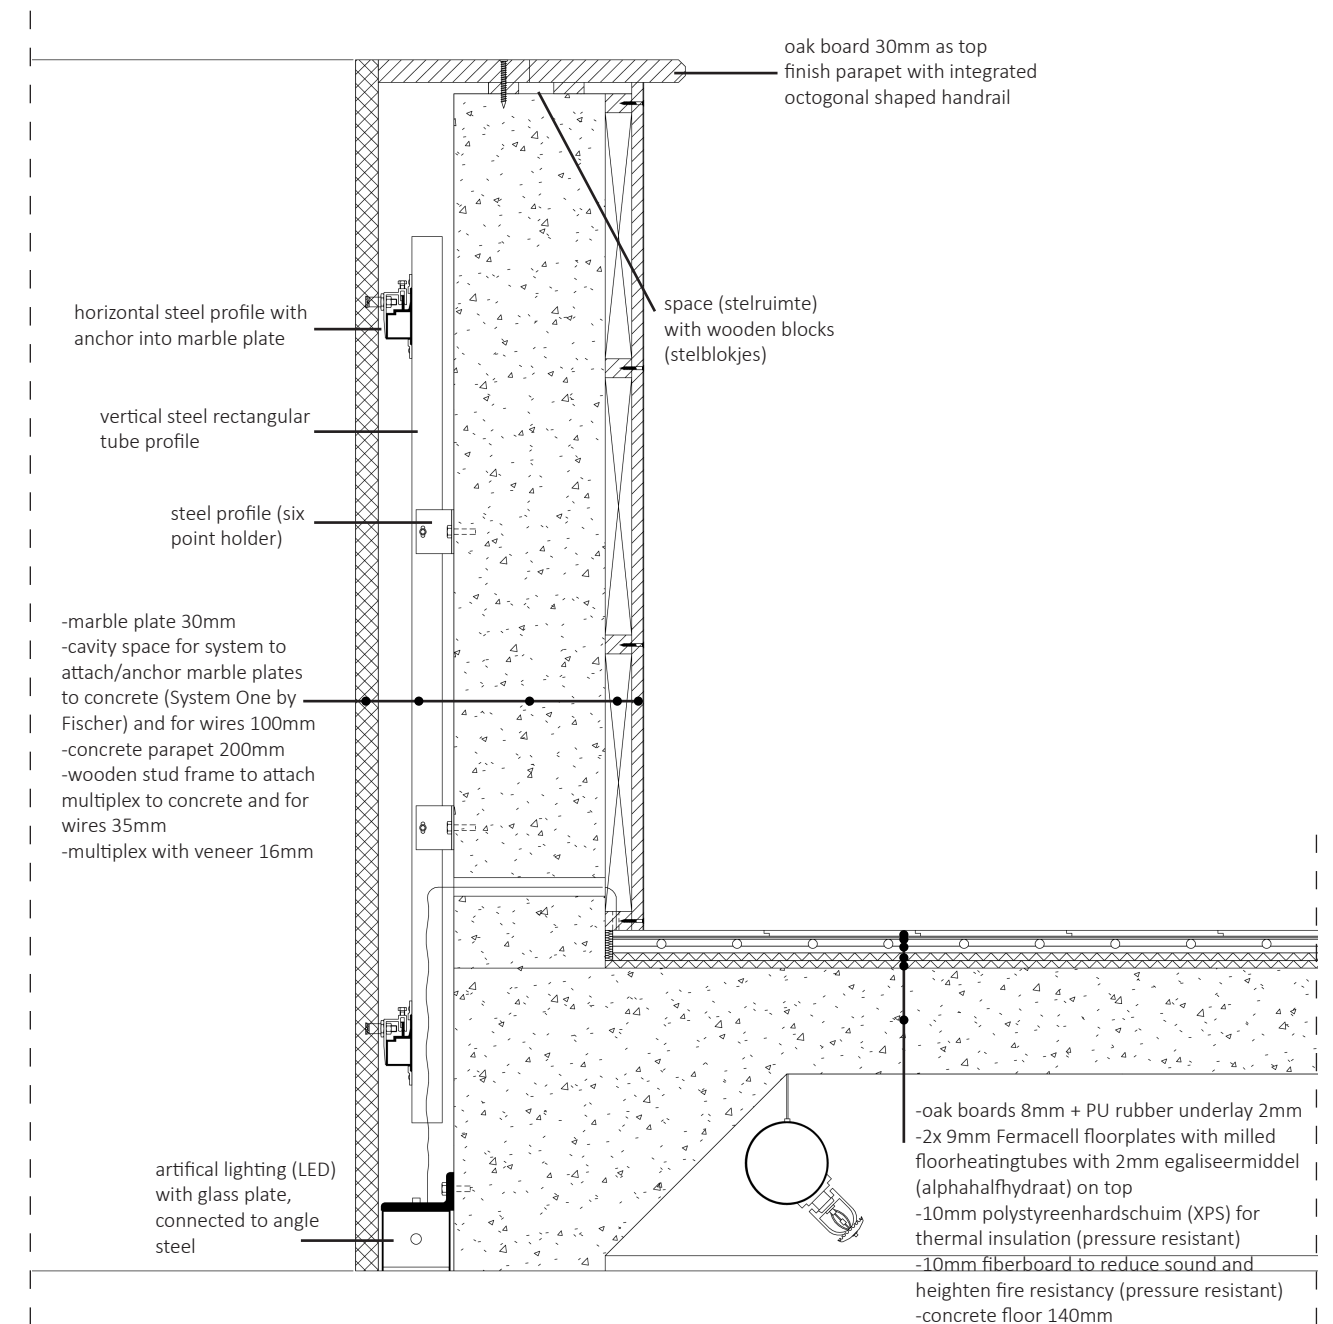 oak board 30mm as top
finish parapet with integrated
octogonal shaped handrail
space (stelruimte)
with wooden blocks
(stelblokjes)
horizontal steel profile with
anchor into marble plate
vertical steel rectangular
tube profile
steel profile (six
point holder)
-marble plate 30mm
-cavity space for system to
attach/anchor marble plates
to concrete (System One by
Fischer) and for wires 100mm
-concrete parapet 200mm
-wooden stud frame to attach
multiplex to concrete and for
wires 35mm
-multiplex with veneer 16mm
artifical lighting (LED)
with glass plate,
connected to angle
steel
-oak boards 8mm + PU rubber underlay 2mm
-2x 9mm Fermacell floorplates with milled
floorheatingtubes with 2mm egaliseermiddel
(alphahalfhydraat) on top
-10mm polystyreenhardschuim (XPS) for
thermal insulation (pressure resistant)
-10mm fiberboard to reduce sound and
heighten fire resistancy (pressure resistant)
-concrete floor 140mm